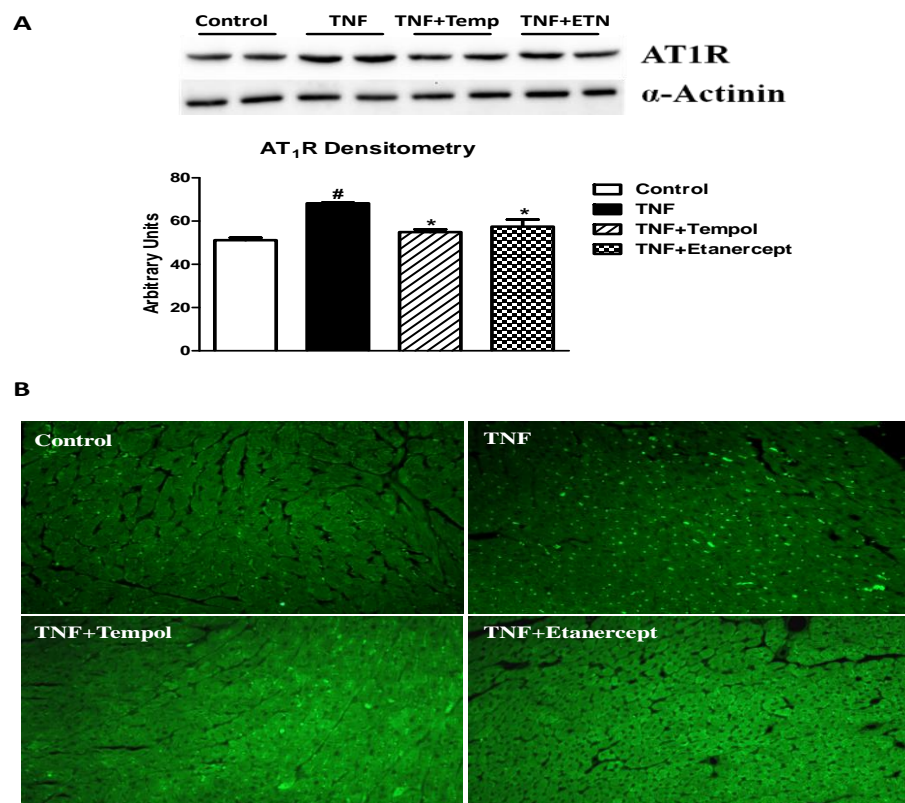 A
Control TNF TNF+Temp TNF+ETN
AT1R
α-Actinin
AT₁R Densitometry
Arbitrary Units
80
60
40
20
0
#
*
*
Control
TNF
TNF+Tempol
TNF+Etanercept
B
Control
TNF
TNF+Tempol
TNF+Etanercept